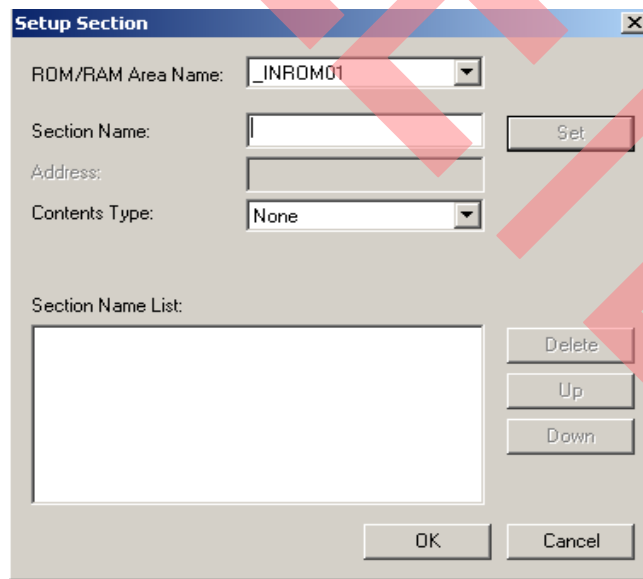 Setup Section
ROM/RAM Area Name: _INROM01
Section Name: Set
Address:
Contents Type: None
Section Name List:
Delete
Up
Down
OK Cancel